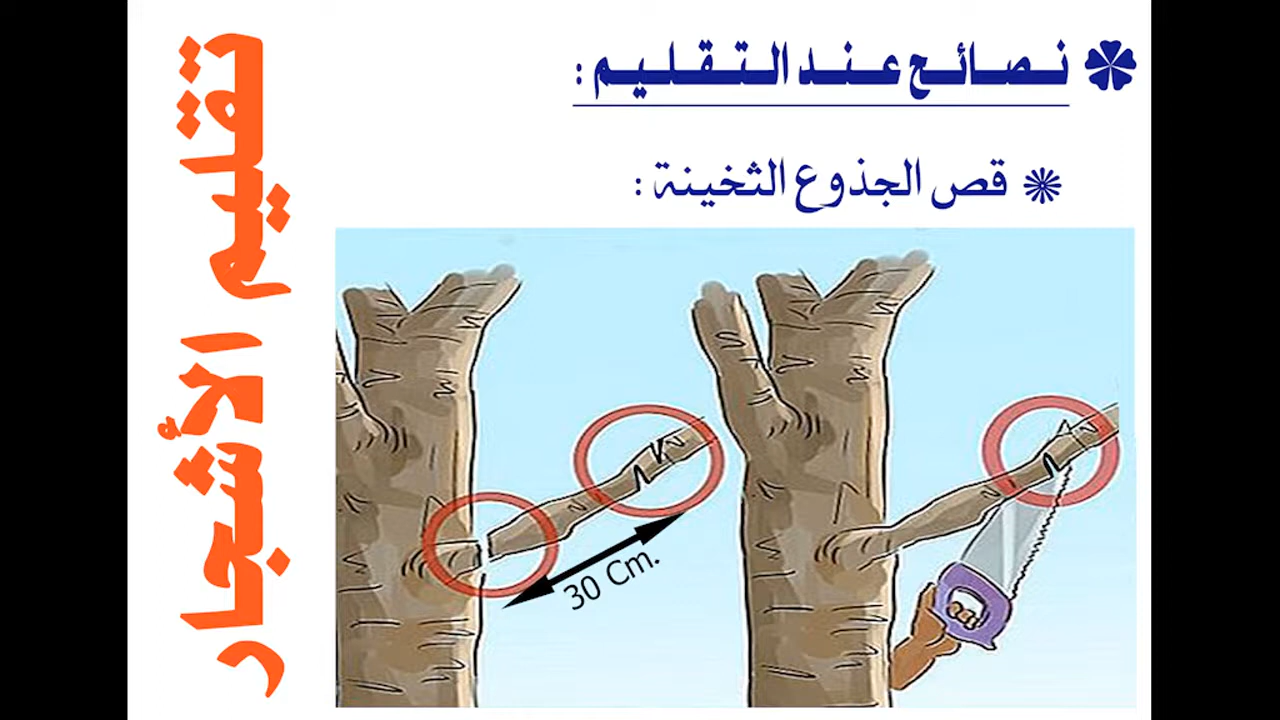 نصائح عند التقليم :
قص الجذوع الثخينة :
تقليم الأشجار
30 Cm.